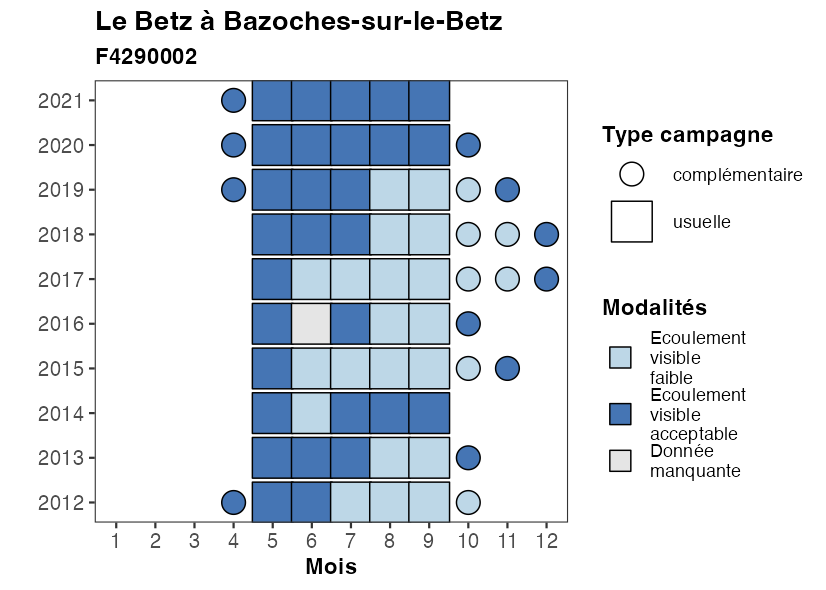 Le Betz à Bazoches-sur-le-Betz
F4290002
2021
2020
2019
2018
2017
2016
2015
2014
2013
2012
1 2 3 4 5 6 7 8 9 10 11 12
Mois
Type campagne
complémentaire
usuelle
Modalités
Ecoulement
visible
faible
Ecoulement
visible
acceptable
Donnée
manquante